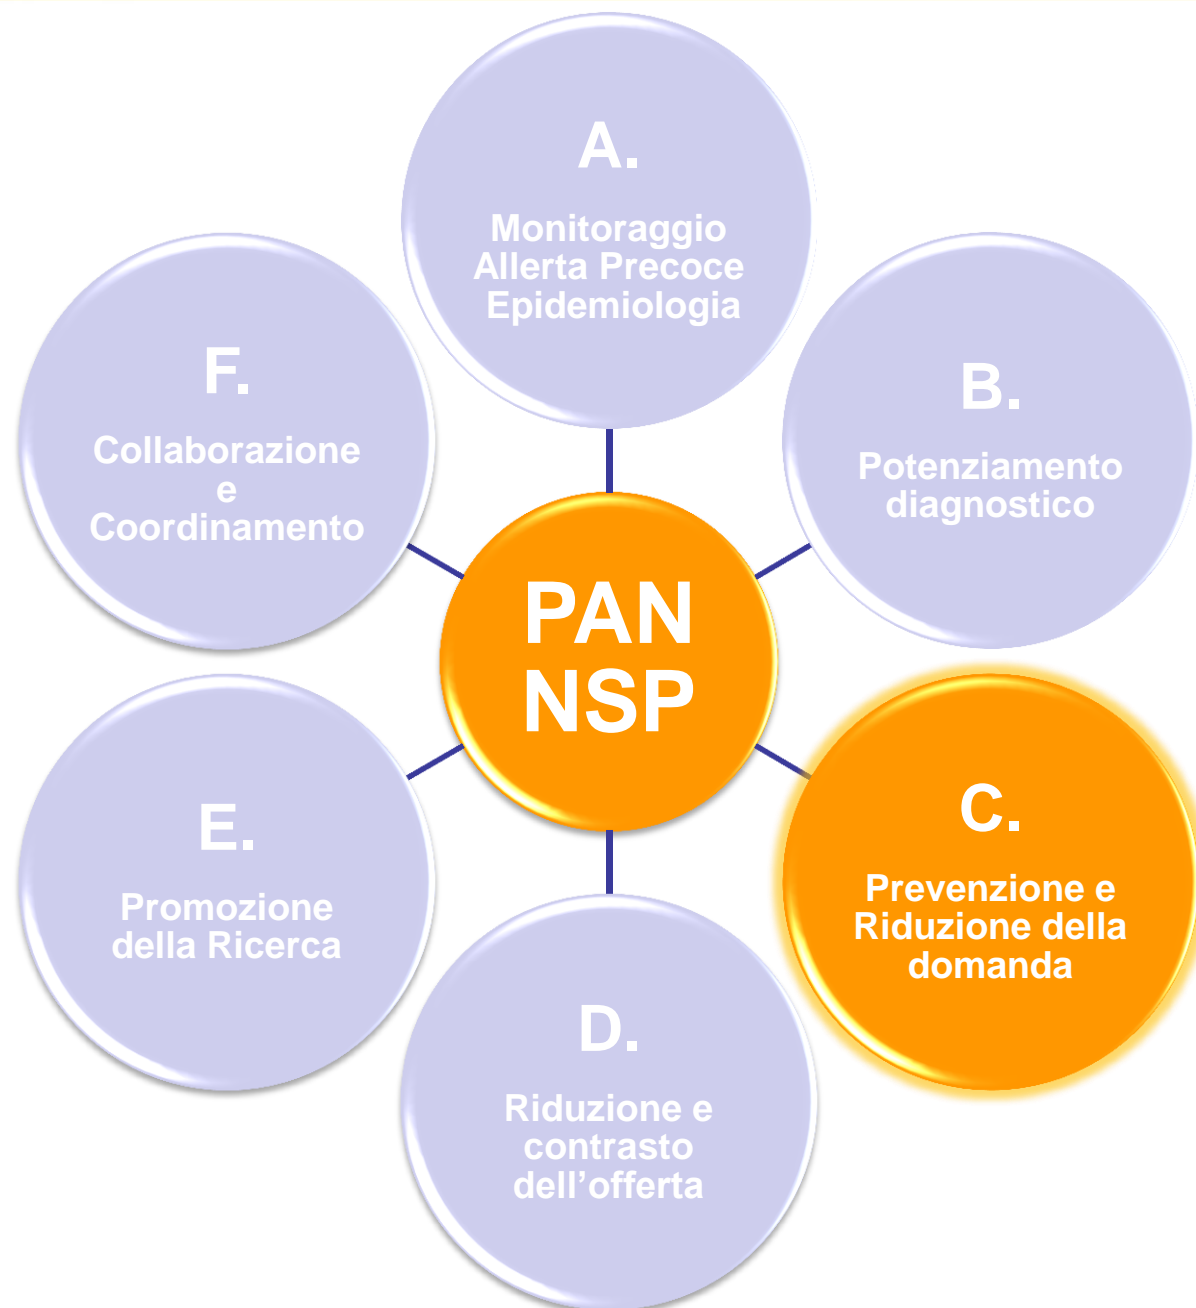 A.
Monitoraggio
Allerta Precoce
Epidemiologia
B.
Potenziamento
diagnostico
C.
Prevenzione e
Riduzione della
domanda
D.
Riduzione e
contrasto
dell’offerta
E.
Promozione
della Ricerca
F.
Collaborazione
e
Coordinamento
PAN
NSP